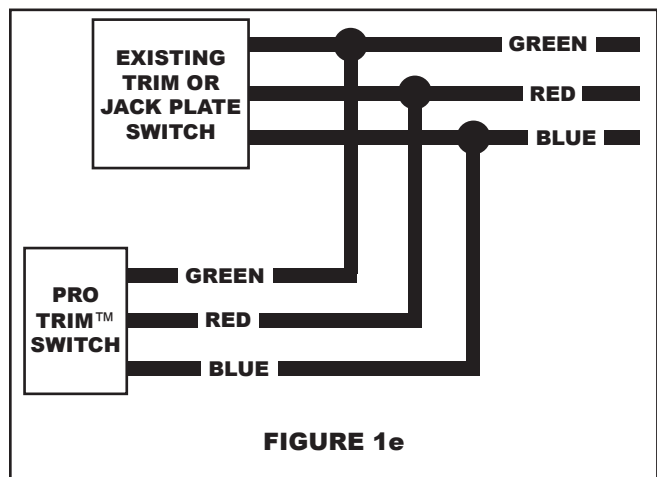 EXISTING
TRIM OR
JACK PLATE
SWITCH
GREEN
RED
BLUE
PRO
TRIM™
SWITCH
GREEN
RED
BLUE
FIGURE 1e